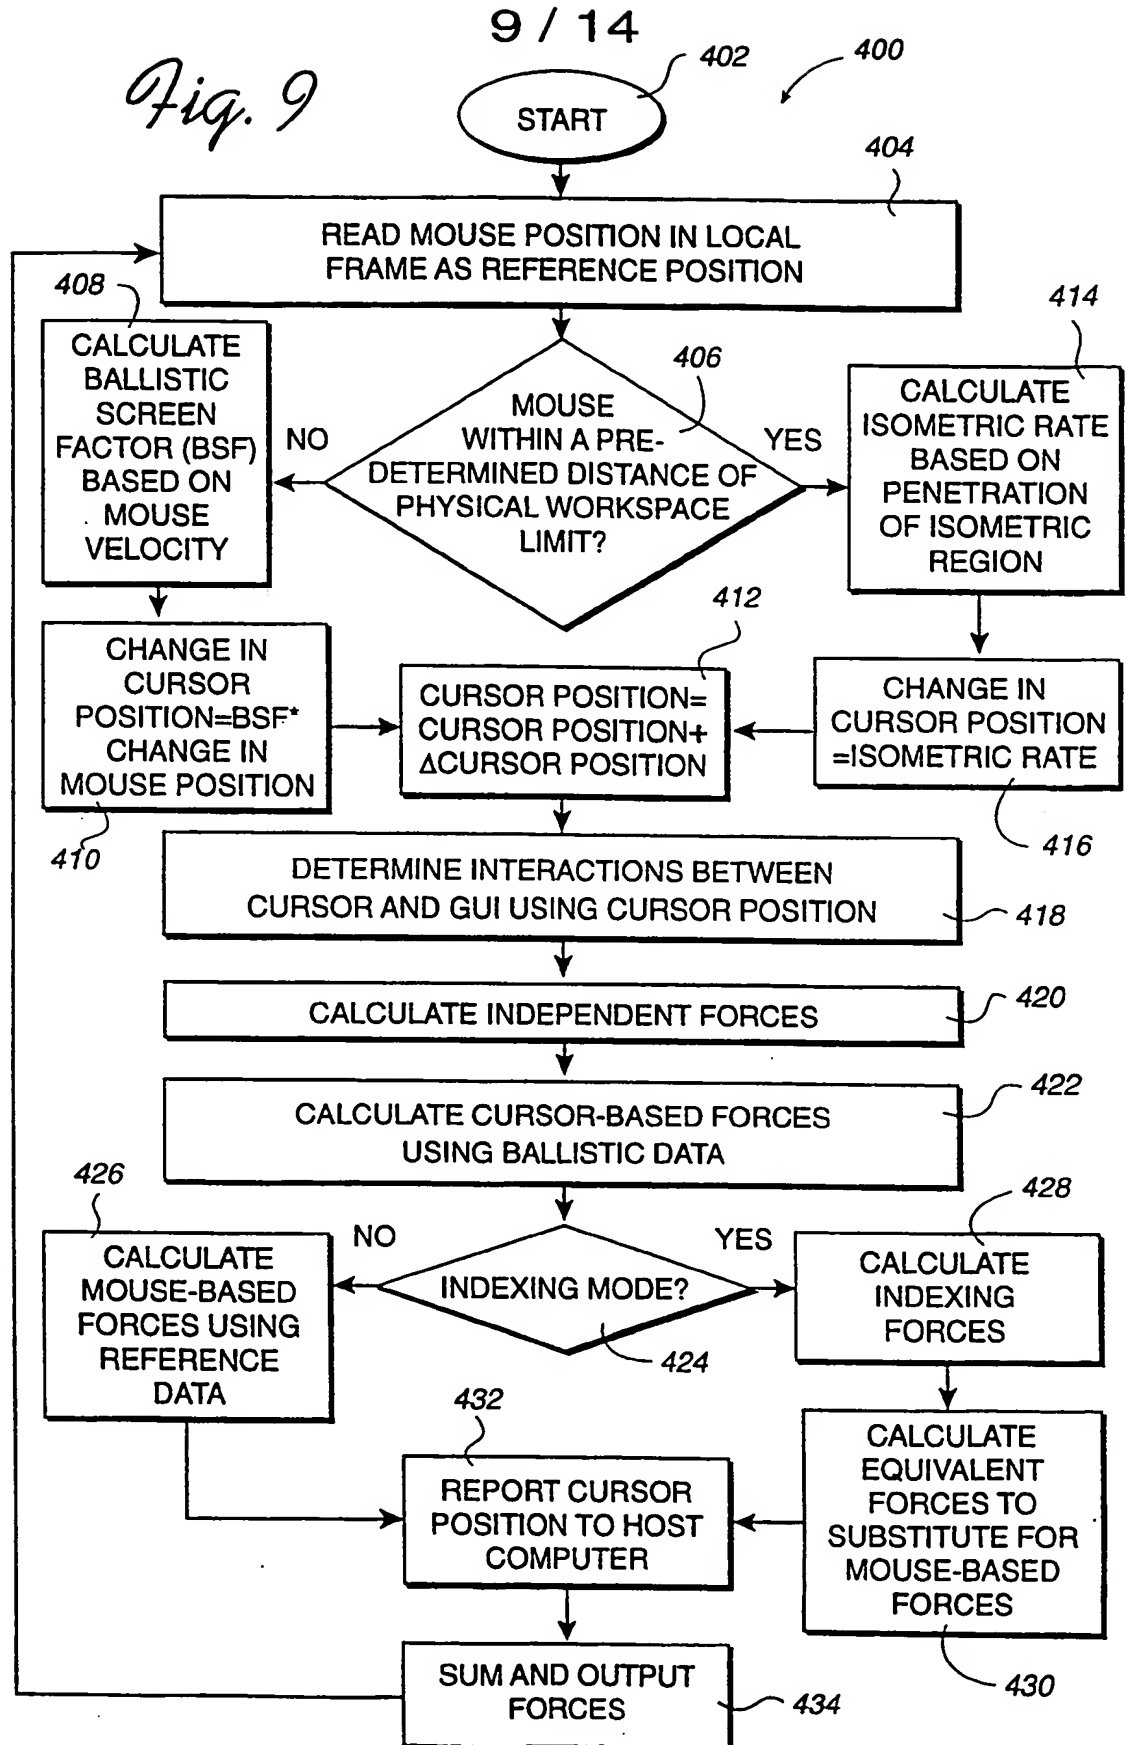 9 / 14
Fig. 9
402
400
START
404
READ MOUSE POSITION IN LOCAL
FRAME AS REFERENCE POSITION
408
CALCULATE
BALLISTIC
SCREEN
FACTOR (BSF)
BASED ON
MOUSE
VELOCITY
NO
406
MOUSE
WITHIN A PRE-
DETERMINED DISTANCE OF
PHYSICAL WORKSPACE
LIMIT?
YES
414
CALCULATE
ISOMETRIC RATE
BASED ON
PENETRATION
OF ISOMETRIC
REGION
CHANGE IN
CURSOR
POSITION=BSF*
CHANGE IN
MOUSE POSITION
410
412
CURSOR POSITION=
CURSOR POSITION+
ΔCURSOR POSITION
CHANGE IN
CURSOR POSITION
=ISOMETRIC RATE
416
DETERMINE INTERACTIONS BETWEEN
CURSOR AND GUI USING CURSOR POSITION
418
CALCULATE INDEPENDENT FORCES
420
CALCULATE CURSOR-BASED FORCES
USING BALLISTIC DATA
422
426
CALCULATE
MOUSE-BASED
FORCES USING
REFERENCE
DATA
NO
INDEXING MODE?
424
YES
428
CALCULATE
INDEXING
FORCES
432
REPORT CURSOR
POSITION TO HOST
COMPUTER
CALCULATE
EQUIVALENT
FORCES TO
SUBSTITUTE FOR
MOUSE-BASED
FORCES
430
SUM AND OUTPUT
FORCES
434